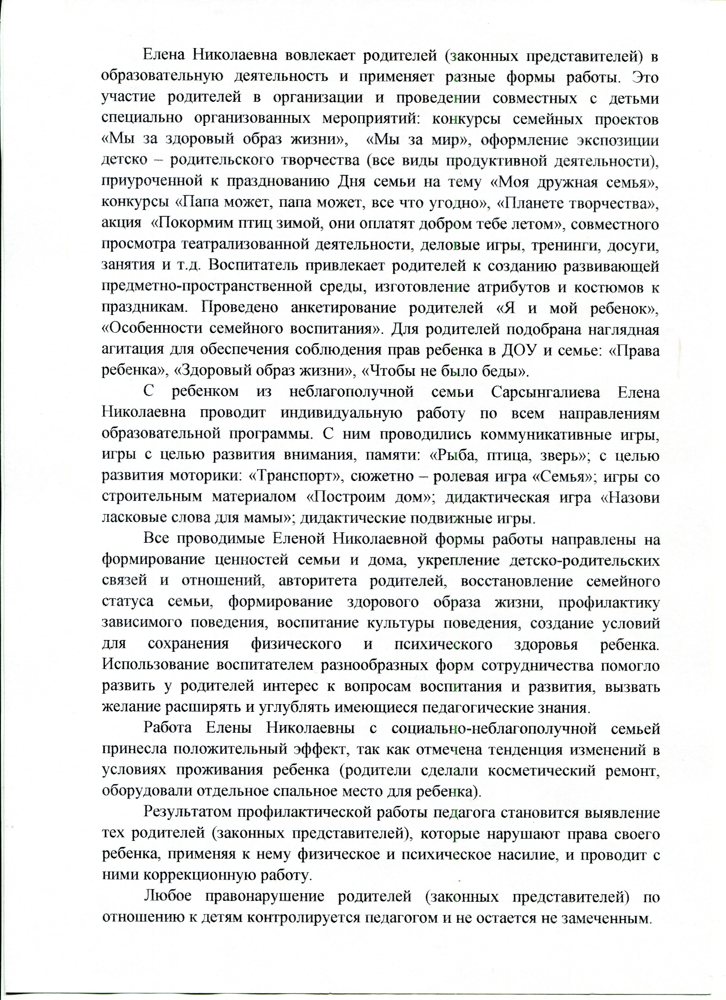 Елена Николаевна вовлекает родителей (законных представителей) в
образовательную деятельность и применяет разные формы работы. Это
участие родителей в организации и проведении совместных с детьми
специально организованных мероприятий: конкурсы семейных проектов
«Мы за здоровый образ жизни», «Мы за мир», оформление экспозиции
детско – родительского творчества (все виды продуктивной деятельности),
приуроченной к празднованию Дня семьи на тему «Моя дружная семья»,
конкурсы «Папа может, папа может, все что угодно», «Планете творчества»,
акция «Покормим птиц зимой, они оплатят добром тебе летом», совместного
просмотра театрализованной деятельности, деловые игры, тренинги, досуги,
занятия и т.д. Воспитатель привлекает родителей к созданию развивающей
предметно-пространственной среды, изготовление атрибутов и костюмов к
праздникам. Проведено анкетирование родителей «Я и мой ребенок»,
«Особенности семейного воспитания». Для родителей подобрана наглядная
агитация для обеспечения соблюдения прав ребенка в ДОУ и семье: «Права
ребенка», «Здоровый образ жизни», «Чтобы не было беды».
С ребенком из неблагополучной семьи Сарсынгалиева Елена
Николаевна проводит индивидуальную работу по всем направлениям
образовательной программы. С ним проводились коммуникативные игры,
игры с целью развития внимания, памяти: «Рыба, птица, зверь»; с целью
развития моторики: «Транспорт», сюжетно – ролевая игра «Семья»; игры со
строительным материалом «Построим дом»; дидактическая игра «Назови
ласковые слова для мамы»; дидактические подвижные игры.
Все проводимые Еленой Николаевной формы работы направлены на
формирование ценностей семьи и дома, укрепление детско-родительских
связей и отношений, авторитета родителей, восстановление семейного
статуса семьи, формирование здорового образа жизни, профилактику
зависимого поведения, воспитание культуры поведения, создание условий
для сохранения физического и психического здоровья ребенка.
Использование воспитателем разнообразных форм сотрудничества помогло
развить у родителей интерес к вопросам воспитания и развития, вызвать
желание расширять и углублять имеющиеся педагогические знания.
Работа Елены Николаевны с социально-неблагополучной семьей
принесла положительный эффект, так как отмечена тенденция изменений в
условиях проживания ребенка (родители сделали косметический ремонт,
оборудовали отдельное спальное место для ребенка).
Результатом профилактической работы педагога становится выявление
тех родителей (законных представителей), которые нарушают права своего
ребенка, применяя к нему физическое и психическое насилие, и проводит с
ними коррекционную работу.
Любое правонарушение родителей (законных представителей) по
отношению к детям контролируется педагогом и не остается не замеченным.